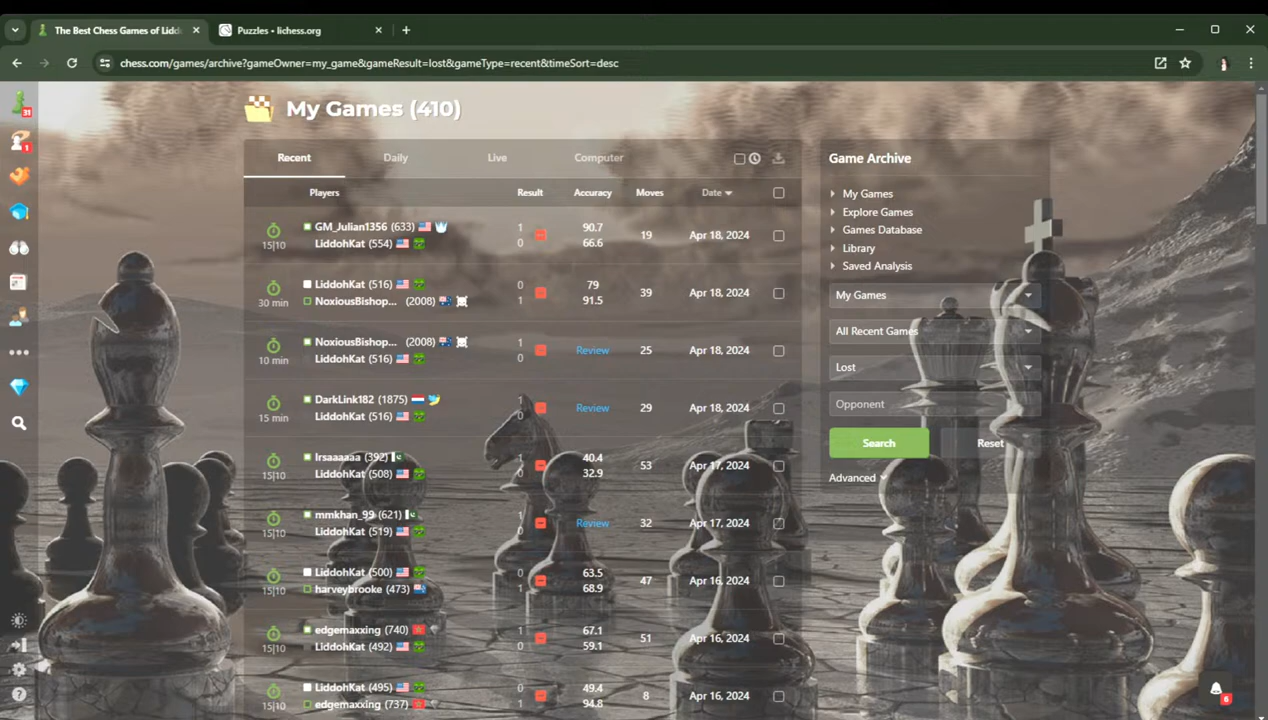 The Best Chess Games of Lidd
Puzzles • lichess.org
chess.com/games/archive?gameOwner=my_game&gameResult=lost&gameType=recent&timeSort=desc
31
1
My Games (410)
Recent Daily Live Computer
Players Result Accuracy Moves Date
GM_Julian1356 (633) 1 90.7
15|10 19 Apr 18, 2024
LiddohKat (554) 0 66.6
LiddohKat (516) 0 79
30 min 39 Apr 18, 2024
NoxiousBishop... (2008) 1 91.5
NoxiousBishop... (2008) 1
10 min Review 25 Apr 18, 2024
LiddohKat (516) 0
DarkLink182 (1875) 1
15 min Review 29 Apr 18, 2024
LiddohKat (516) 0
Irsaaaaaa (392) 1 40.4
15|10 53 Apr 17, 2024
LiddohKat (508) 0 32.9
mmkhan_99 (621) 1
15|10 Review 32 Apr 17, 2024
LiddohKat (519) 0
LiddohKat (500) 0 63.5
15|10 47 Apr 16, 2024
harveybrooke (473) 1 68.9
edgemaxxing (740) 1 67.1
15|10 51 Apr 16, 2024
LiddohKat (492) 0 59.1
LiddohKat (495) 0 49.4
15|10 8 Apr 16, 2024
edgemaxxing (737) 1 94.8
Game Archive
My Games
Explore Games
Games Database
Library
Saved Analysis
My Games
All Recent Games
Lost
Opponent
Search Reset
Advanced
6